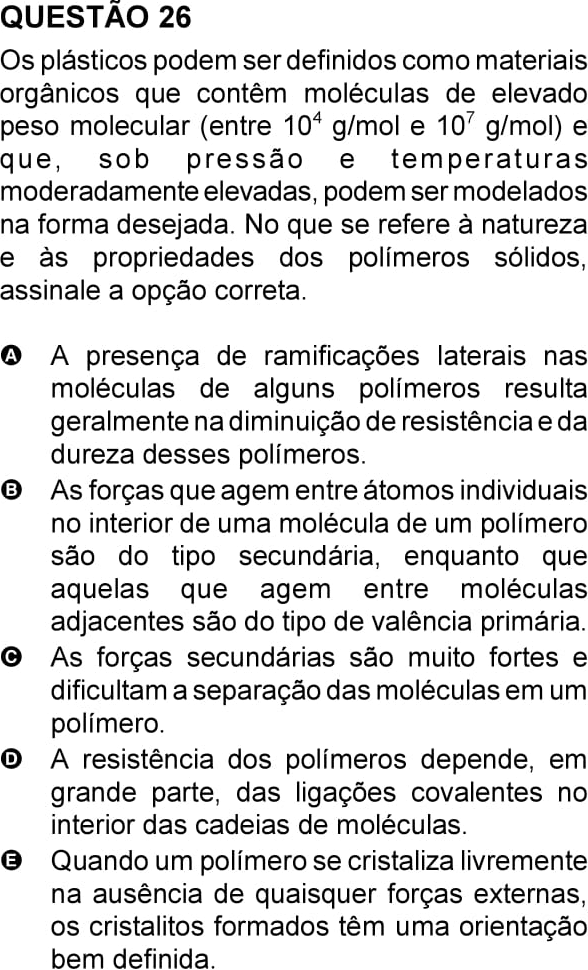 QUESTÃO 26
Os plásticos podem ser definidos como materiais
orgânicos que contêm moléculas de elevado
peso molecular (entre 10⁴ g/mol e 10⁷ g/mol) e
que, sob pressão e temperaturas
moderadamente elevadas, podem ser modelados
na forma desejada. No que se refere à natureza
e às propriedades dos polímeros sólidos,
assinale a opção correta.
A A presença de ramificações laterais nas
moléculas de alguns polímeros resulta
geralmente na diminuição de resistência e da
dureza desses polímeros.
B As forças que agem entre átomos individuais
no interior de uma molécula de um polímero
são do tipo secundária, enquanto que
aquelas que agem entre moléculas
adjacentes são do tipo de valência primária.
C As forças secundárias são muito fortes e
dificultam a separação das moléculas em um
polímero.
D A resistência dos polímeros depende, em
grande parte, das ligações covalentes no
interior das cadeias de moléculas.
E Quando um polímero se cristaliza livremente
na ausência de quaisquer forças externas,
os cristalitos formados têm uma orientação
bem definida.